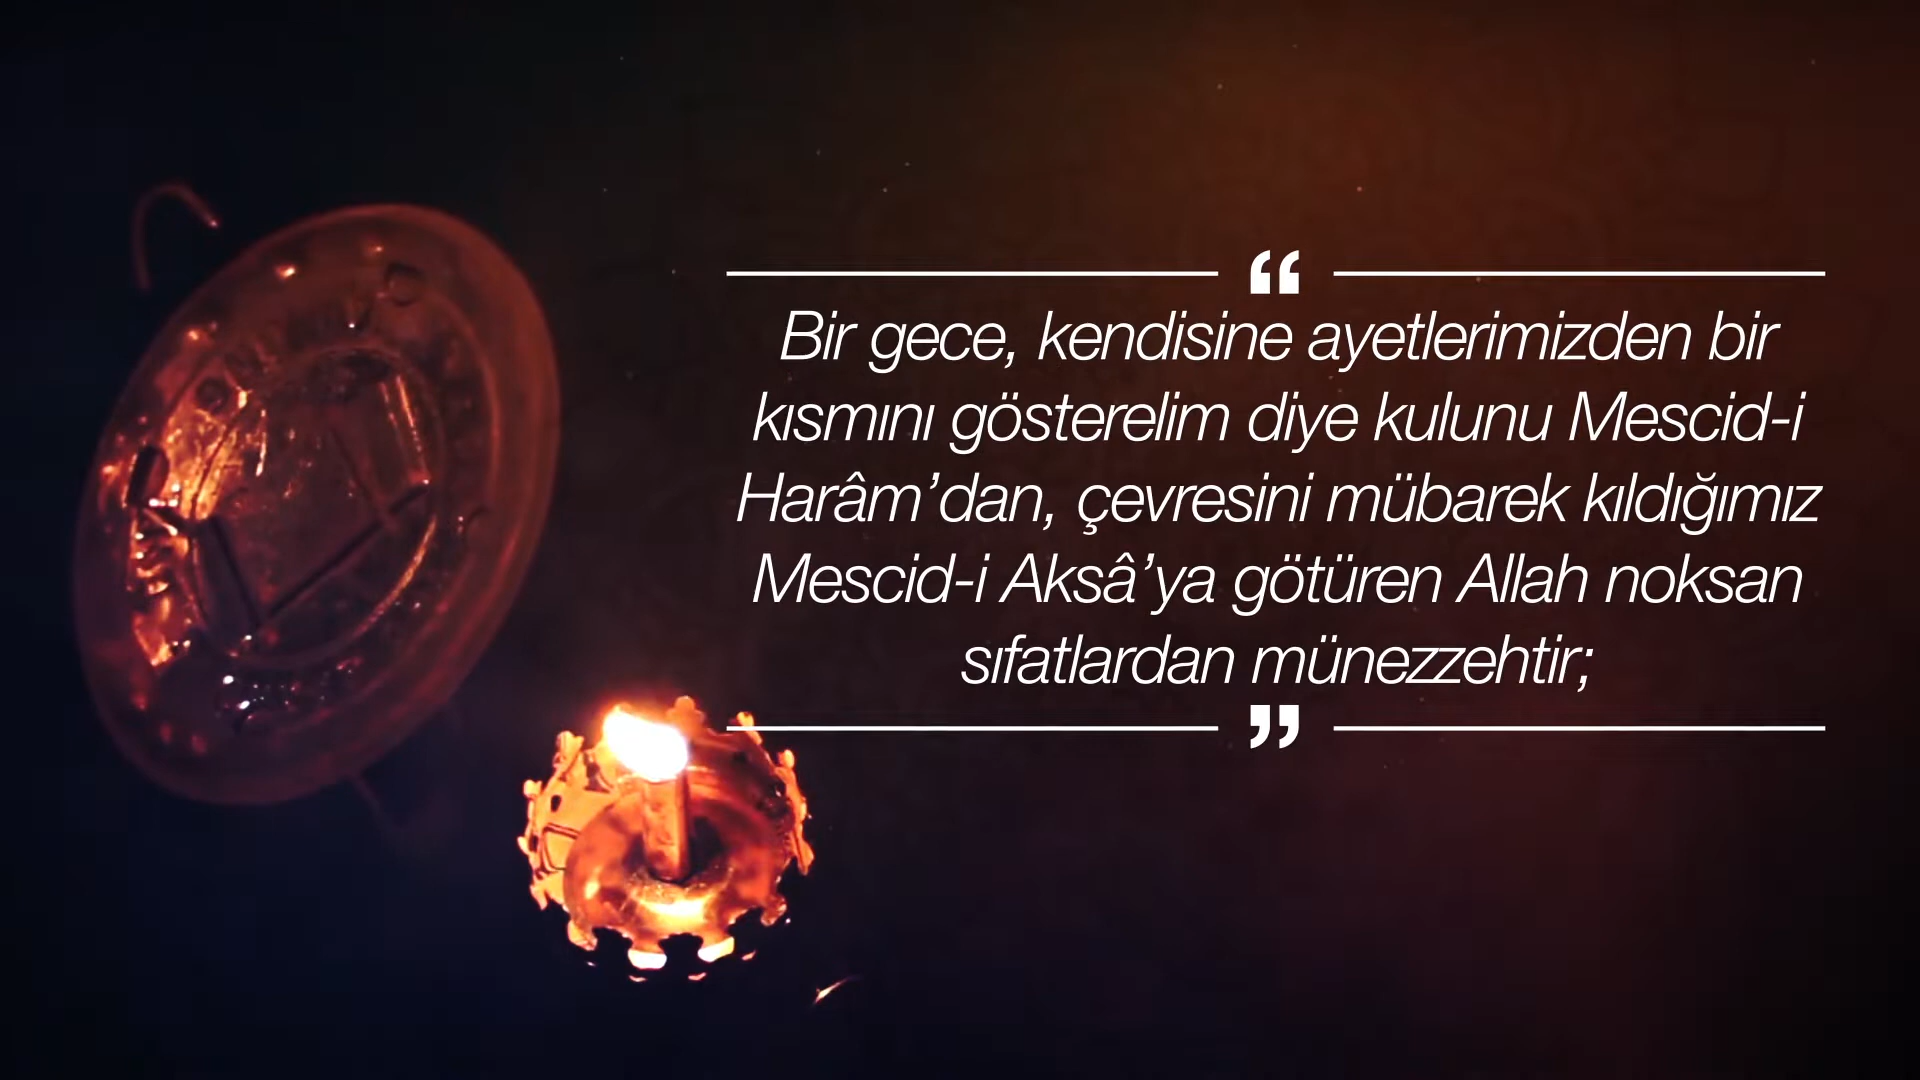 “
Bir gece, kendisine ayetlerimizden bir
kısmını gösterelim diye kulunu Mescid-i
Harâm’dan, çevresini mübarek kıldığımız
Mescid-i Aksâ’ya götüren Allah noksan
sıfatlardan münezzehtir;
”